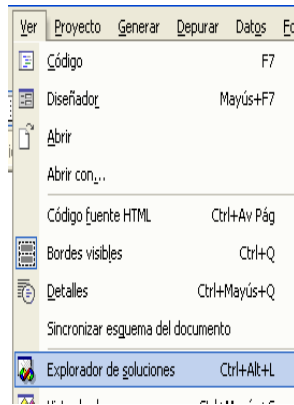 Ver Proyecto Generar Depurar Datos
Código F7
Diseñador Mayús+F7
Abrir
Abrir con...
Código fuente HTML Ctrl+Av Pág
Bordes visibles Ctrl+Q
Detalles Ctrl+Mayús+Q
Sincronizar esquema del documento
Explorador de soluciones Ctrl+Alt+L